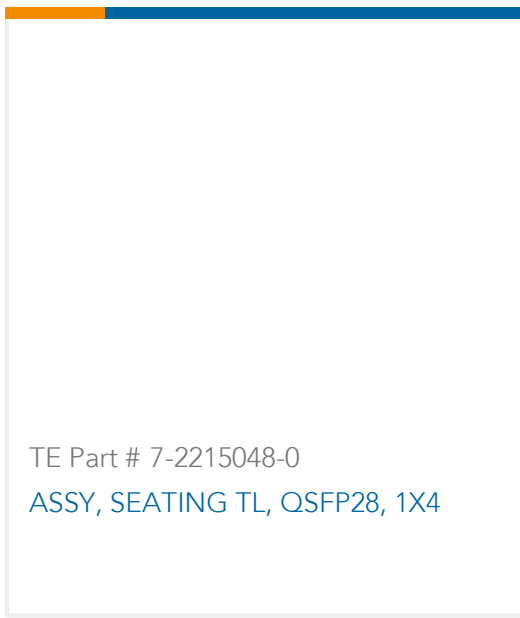 TE Part # 7-2215048-0
ASSY, SEATING TL, QSFP28, 1X4